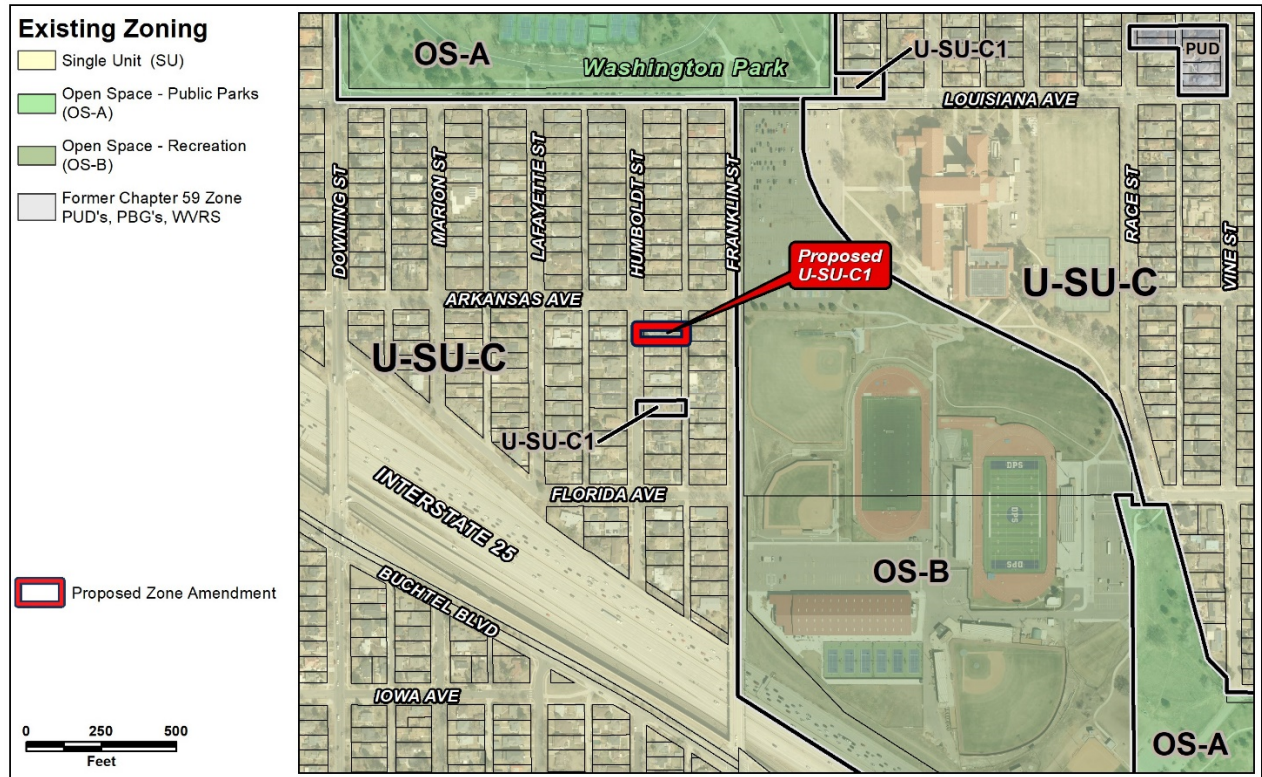 Existing Zoning
Single Unit (SU)
Open Space - Public Parks
(OS-A)
Open Space - Recreation
(OS-B)
Former Chapter 59 Zone
PUD's, PBG's, WVRS
Proposed Zone Amendment
0 250 500
Feet
OS-A
Washington Park
U-SU-C1
PUD
LOUISIANA AVE
DOWNING ST
MARION ST
LAFAYETTE ST
HUMBOLDT ST
FRANKLIN ST
RACE ST
VINE ST
Proposed
U-SU-C1
ARKANSAS AVE
U-SU-C
U-SU-C
U-SU-C1
INTERSTATE 25
FLORIDA AVE
DPS
DPS
DPS
BUCHTEL BLVD
OS-B
IOWA AVE
OS-A